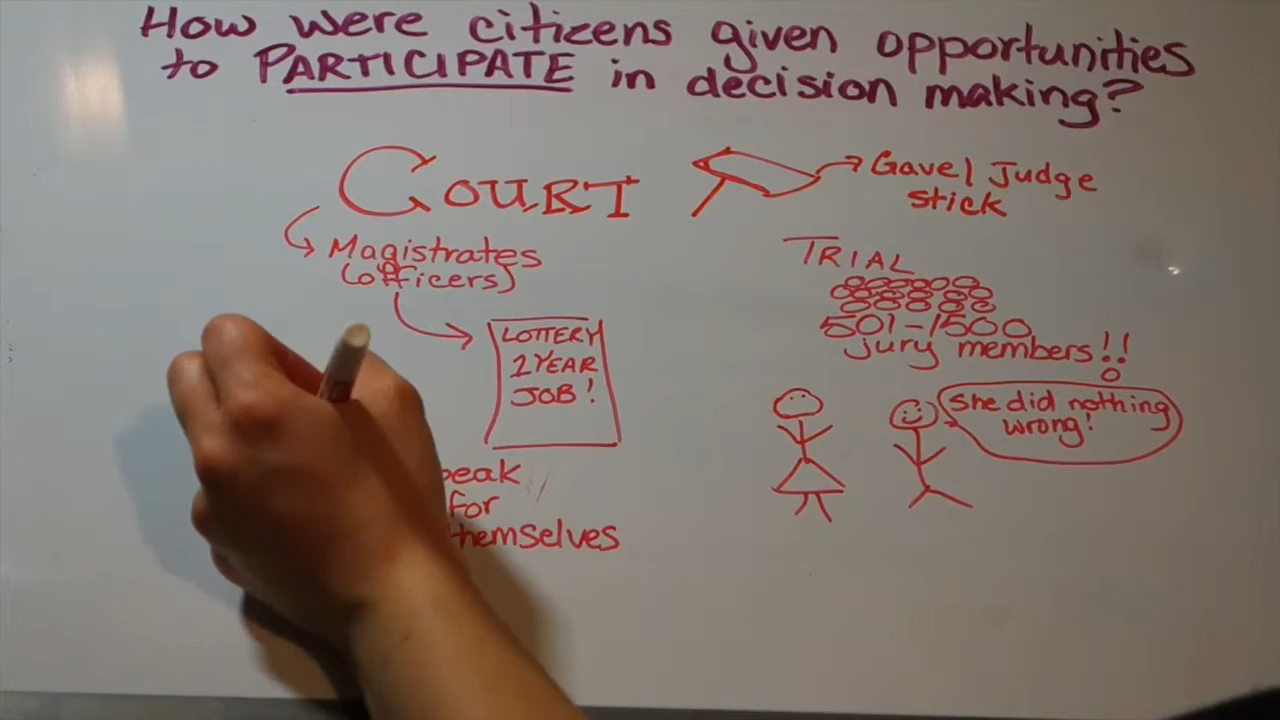 How were citizens given opportunities
to PARTICIPATE in decision making?
COURT
Gavel Judge
stick
Magistrates
(officers)
LOTTERY
1 YEAR
JOB!
TRIAL
501-1500
jury members!!
She did nothing
wrong!
for
themselves